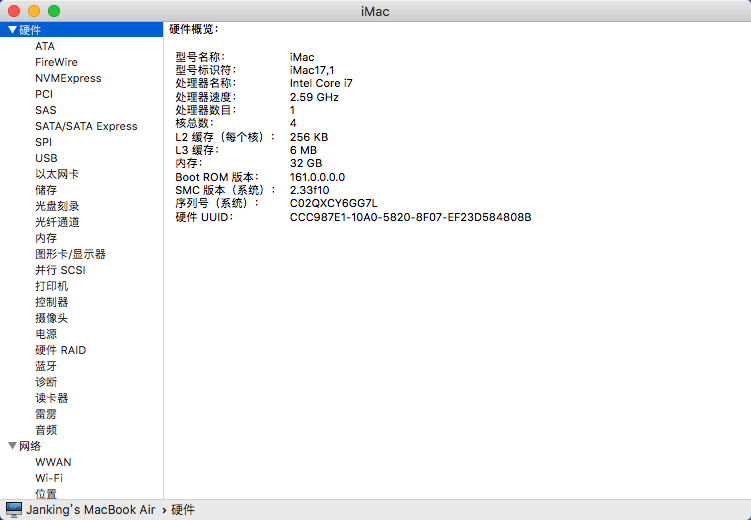 iMac
硬件
ATA
FireWire
NVMExpress
PCI
SAS
SATA/SATA Express
SPI
USB
以太网卡
储存
光盘刻录
光纤通道
内存
图形卡/显示器
并行 SCSI
打印机
控制器
摄像头
电源
硬件 RAID
蓝牙
诊断
读卡器
雷雳
音频
网络
WWAN
Wi-Fi
位置
硬件概览：
型号名称： iMac
型号标识符： iMac17,1
处理器名称： Intel Core i7
处理器速度： 2.59 GHz
处理器数目： 1
核总数： 4
L2 缓存（每个核）： 256 KB
L3 缓存： 6 MB
内存： 32 GB
Boot ROM 版本： 161.0.0.0.0
SMC 版本（系统）： 2.33f10
序列号（系统）： C02QXCY6GG7L
硬件 UUID： CCC987E1-10A0-5820-8F07-EF23D584808B
Janking's MacBook Air › 硬件